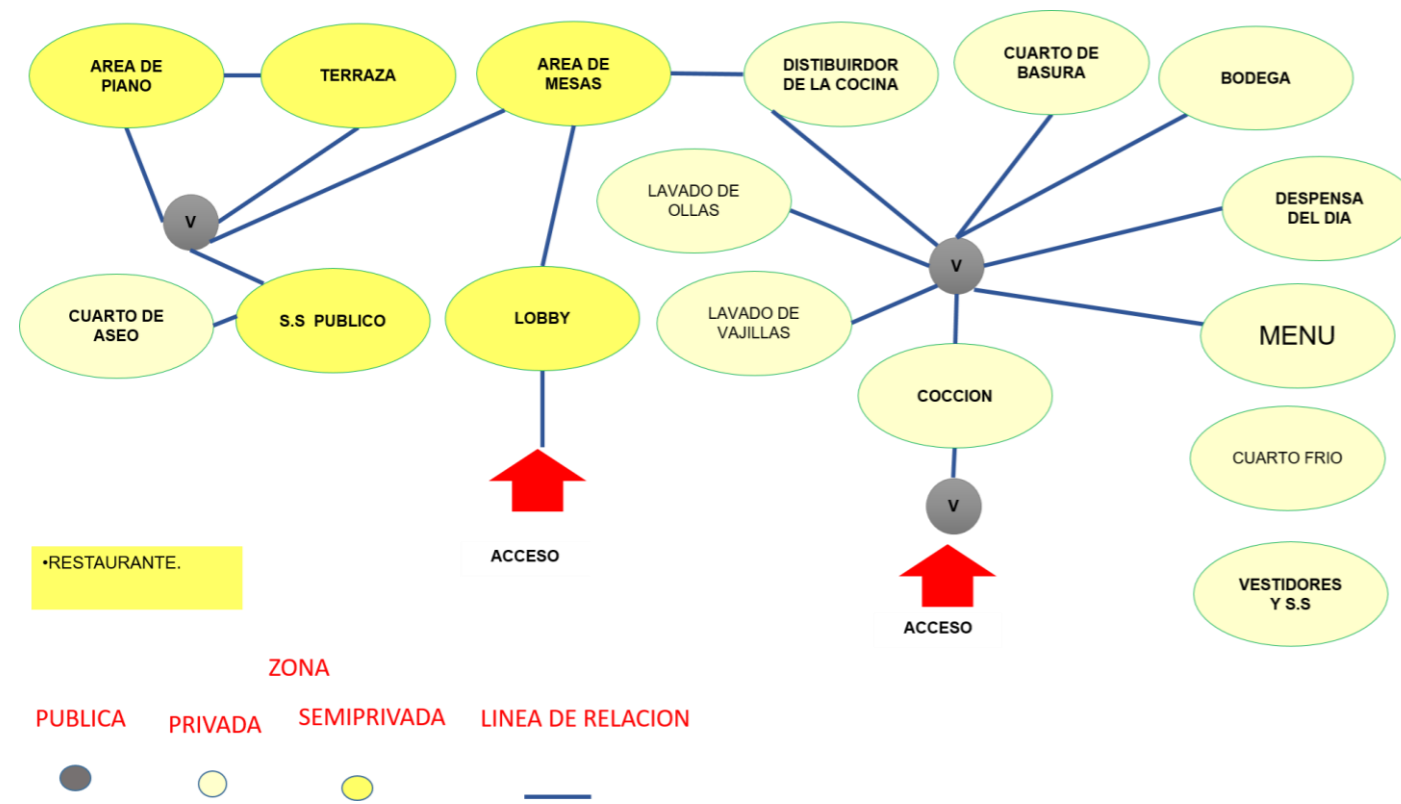 AREA DE
PIANO
TERRAZA
AREA DE
MESAS
DISTIBUIRDOR
DE LA COCINA
CUARTO DE
BASURA
BODEGA
LAVADO DE
OLLAS
DESPENSA
DEL DIA
V
V
CUARTO DE
ASEO
S.S PUBLICO
LOBBY
LAVADO DE
VAJILLAS
MENU
COCCION
CUARTO FRIO
V
ACCESO
•RESTAURANTE.
VESTIDORES
Y S.S
ACCESO
ZONA
PUBLICA
PRIVADA
SEMIPRIVADA
LINEA DE RELACION